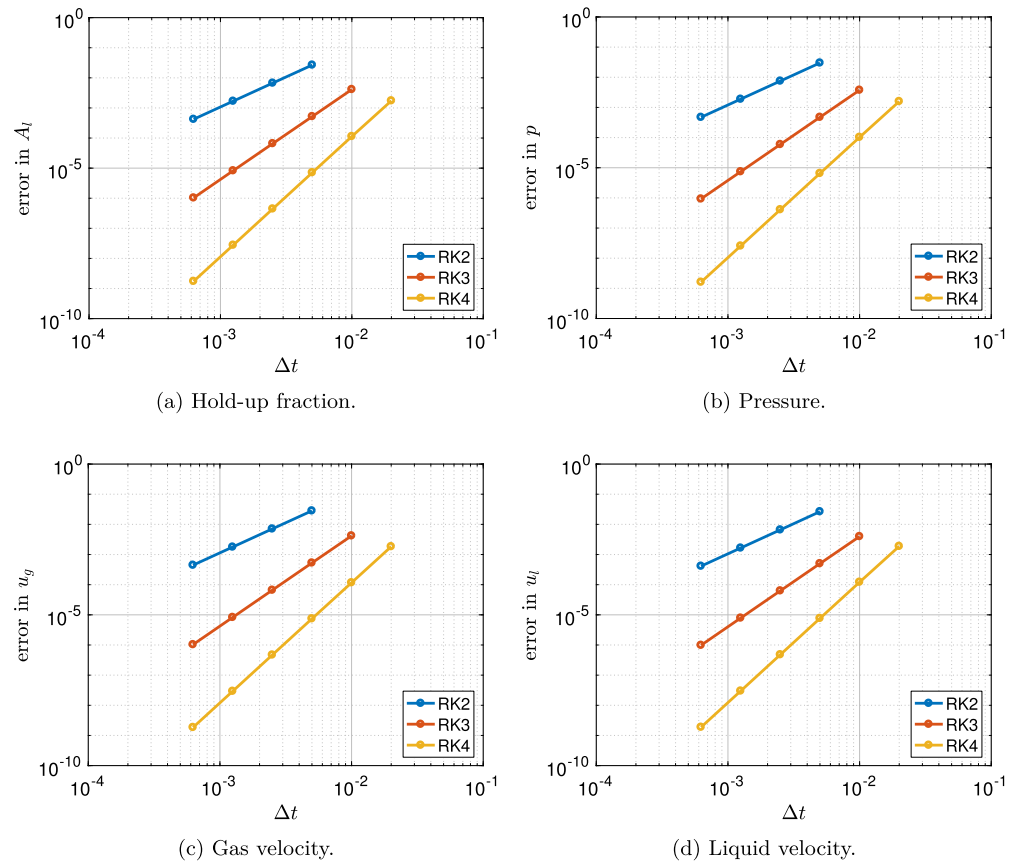 10^0
10^-5
10^-10
error in A_l
10^-4
10^-3
10^-2
10^-1
Δt
RK2
RK3
RK4
(a) Hold-up fraction.
10^0
10^-5
10^-10
error in p
10^-4
10^-3
10^-2
10^-1
Δt
RK2
RK3
RK4
(b) Pressure.
10^0
10^-5
10^-10
error in u_g
10^-4
10^-3
10^-2
10^-1
Δt
RK2
RK3
RK4
(c) Gas velocity.
10^0
10^-5
10^-10
error in u_l
10^-4
10^-3
10^-2
10^-1
Δt
RK2
RK3
RK4
(d) Liquid velocity.